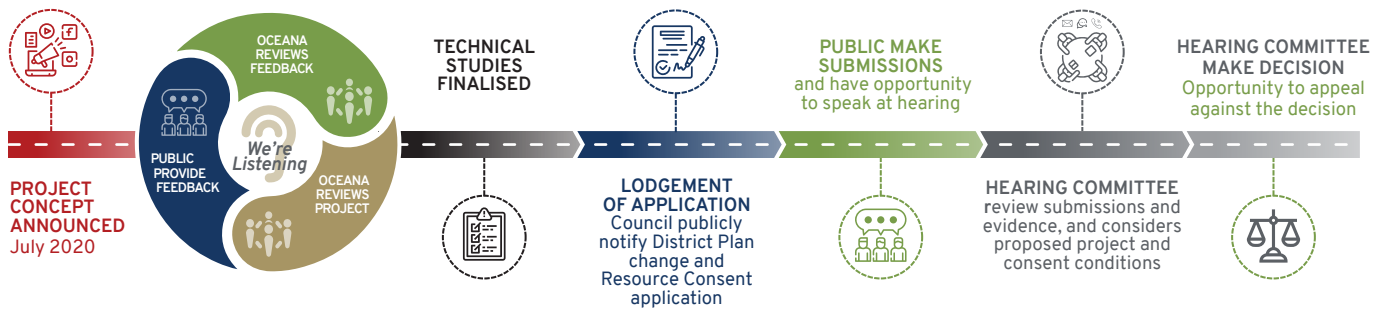 PROJECT
CONCEPT
ANNOUNCED
July 2020
OCEANA
REVIEWS
FEEDBACK
PUBLIC
PROVIDE
FEEDBACK
We're
Listening
OCEANA
REVIEWS
PROJECT
TECHNICAL
STUDIES
FINALISED
LODGEMENT
OF APPLICATION
Council publicly
notify District Plan
change and
Resource Consent
application
PUBLIC MAKE
SUBMISSIONS
and have opportunity
to speak at hearing
HEARING COMMITTEE
review submissions and
evidence, and considers
proposed project and
consent conditions
HEARING COMMITTEE
MAKE DECISION
Opportunity to appeal
against the decision